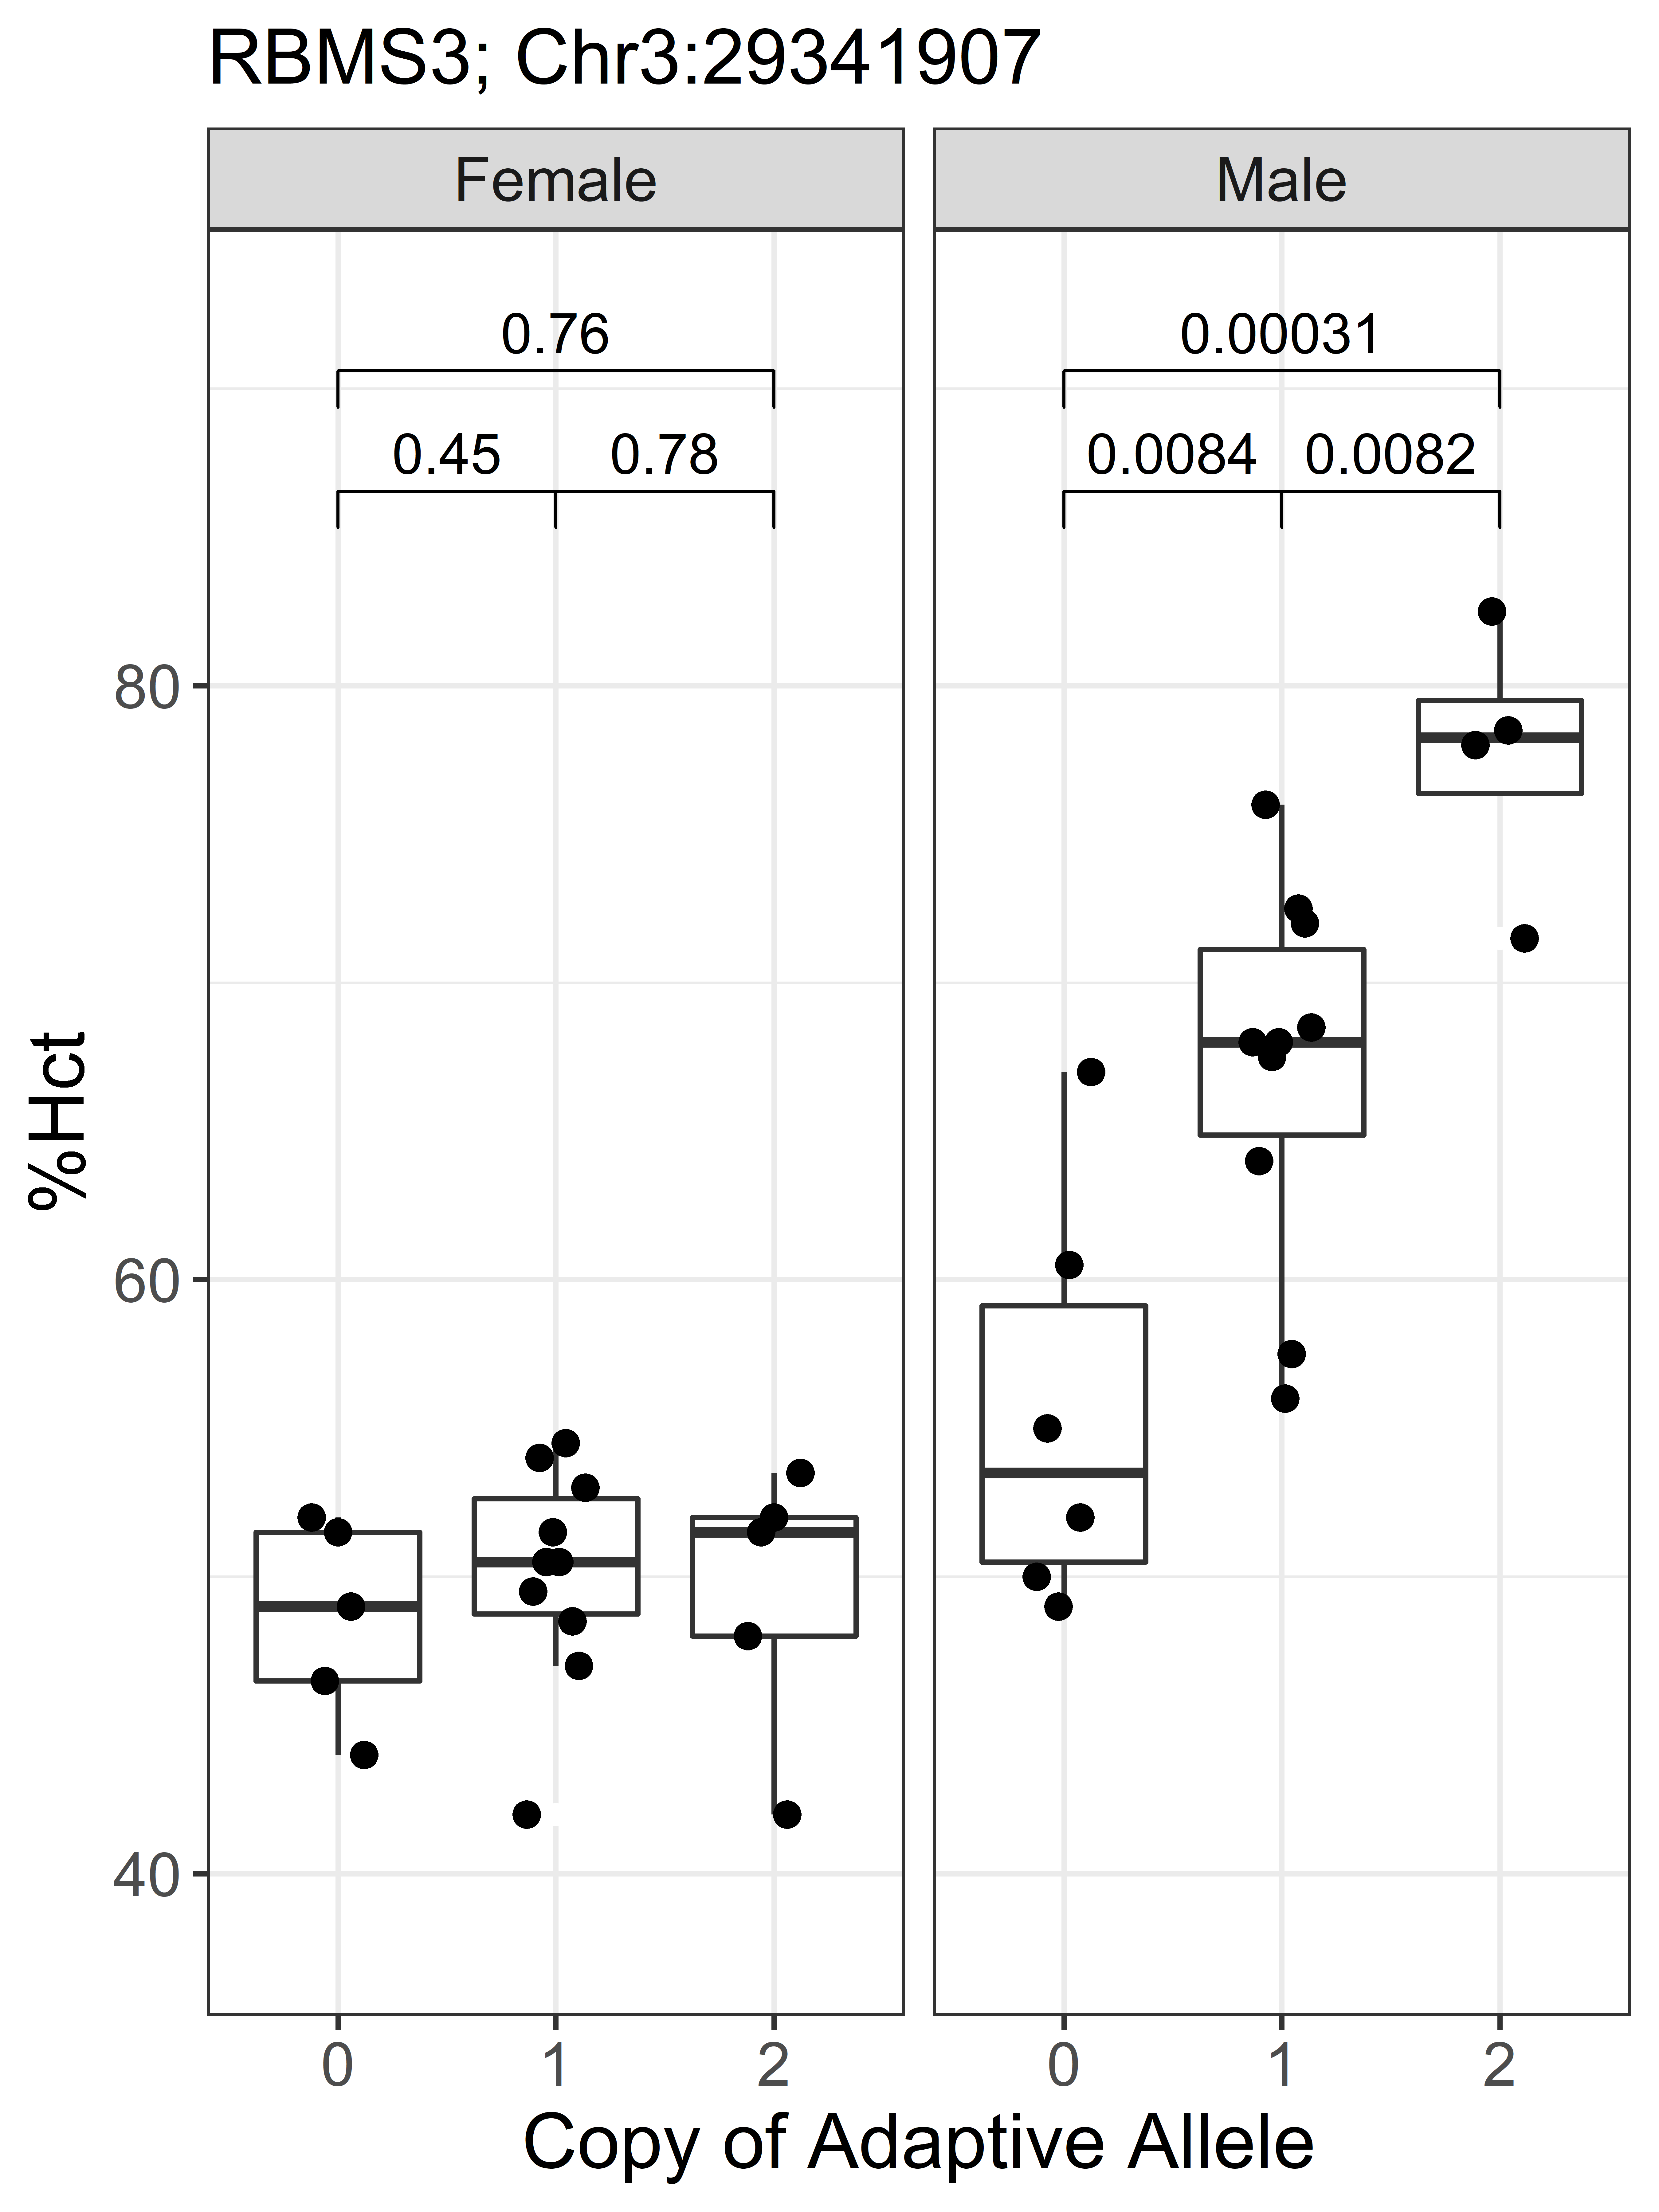 RBMS3; Chr3:29341907
Female Male
0.76 0.00031
0.45 0.78 0.0084 0.0082
%Hct
80
60
40
0 1 2 0 1 2
Copy of Adaptive Allele